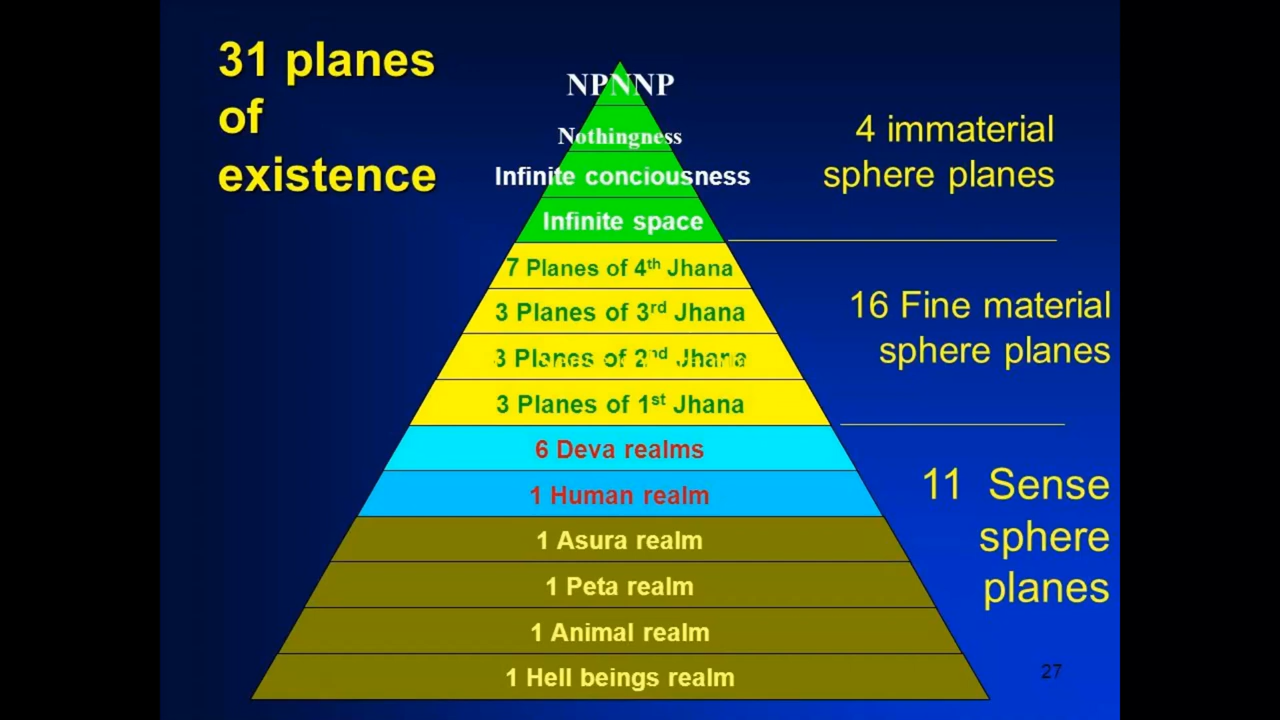 31 planes
of
existence
NPNNP
Nothingness
Infinite conciousness
Infinite space
7 Planes of 4th Jhana
3 Planes of 3rd Jhana
3 Planes of 2nd Jhana
3 Planes of 1st Jhana
6 Deva realms
1 Human realm
1 Asura realm
1 Peta realm
1 Animal realm
1 Hell beings realm
4 immaterial
sphere planes
16 Fine material
sphere planes
11 Sense
sphere
planes
27